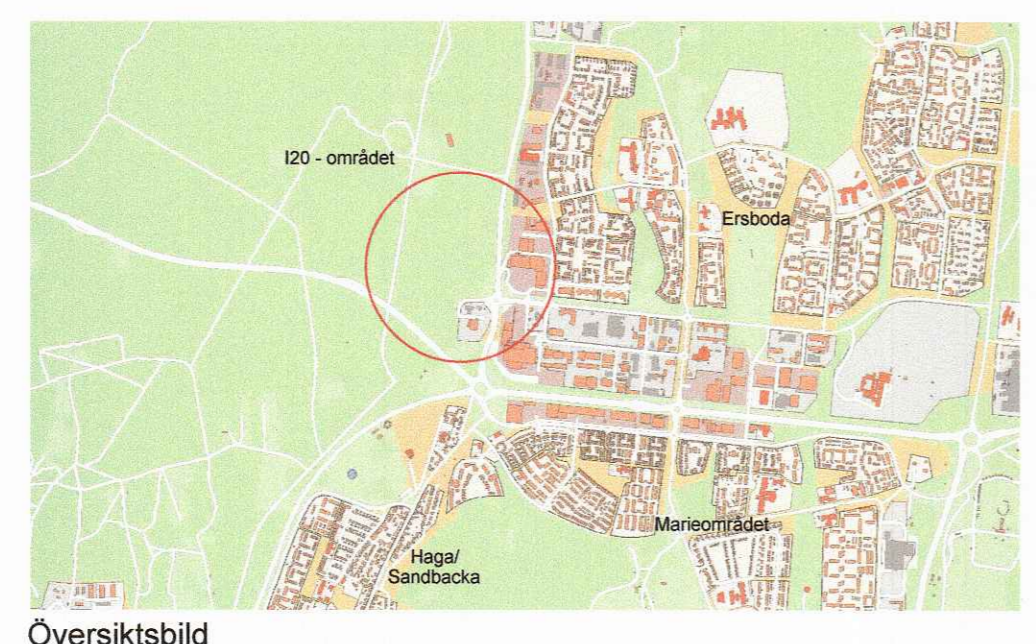 I20 - området
Ersboda
Marieområdet
Haga/
Sandbacka
Översiktsbild